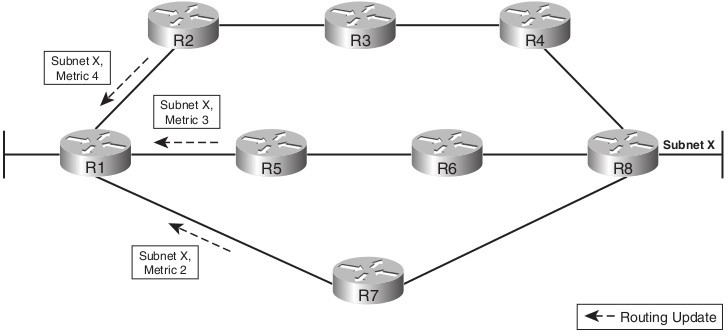 R2
R3
R4
Subnet X,
Metric 4
Subnet X,
Metric 3
R1
R5
R6
R8
Subnet X
Subnet X,
Metric 2
R7
Routing Update